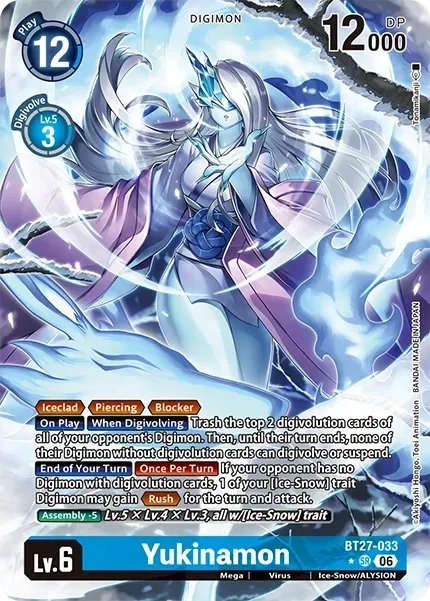 Play
12
DIGIMON
DP
12000
Digivolve
Lv.5
3
Tonamikanji
Iceclad Piercing Blocker
On Play When Digivolving Trash the top 2 digivolution cards of
all of your opponent's Digimon. Then, until their turn ends, none of
their Digimon without digivolution cards can digivolve or suspend.
End of Your Turn Once Per Turn If your opponent has no
Digimon with digivolution cards, 1 of your [Ice-Snow] trait
Digimon may gain Rush for the turn and attack.
Assembly -5 Lv.5 × Lv.4 × Lv.3, all w/[Ice-Snow] trait
©Akiyoshi Hongo, Toei Animation BANDAI MADE IN JAPAN
Lv.6
Yukinamon
BT27-033
SR 06
Mega Virus Ice-Snow/ALYSION